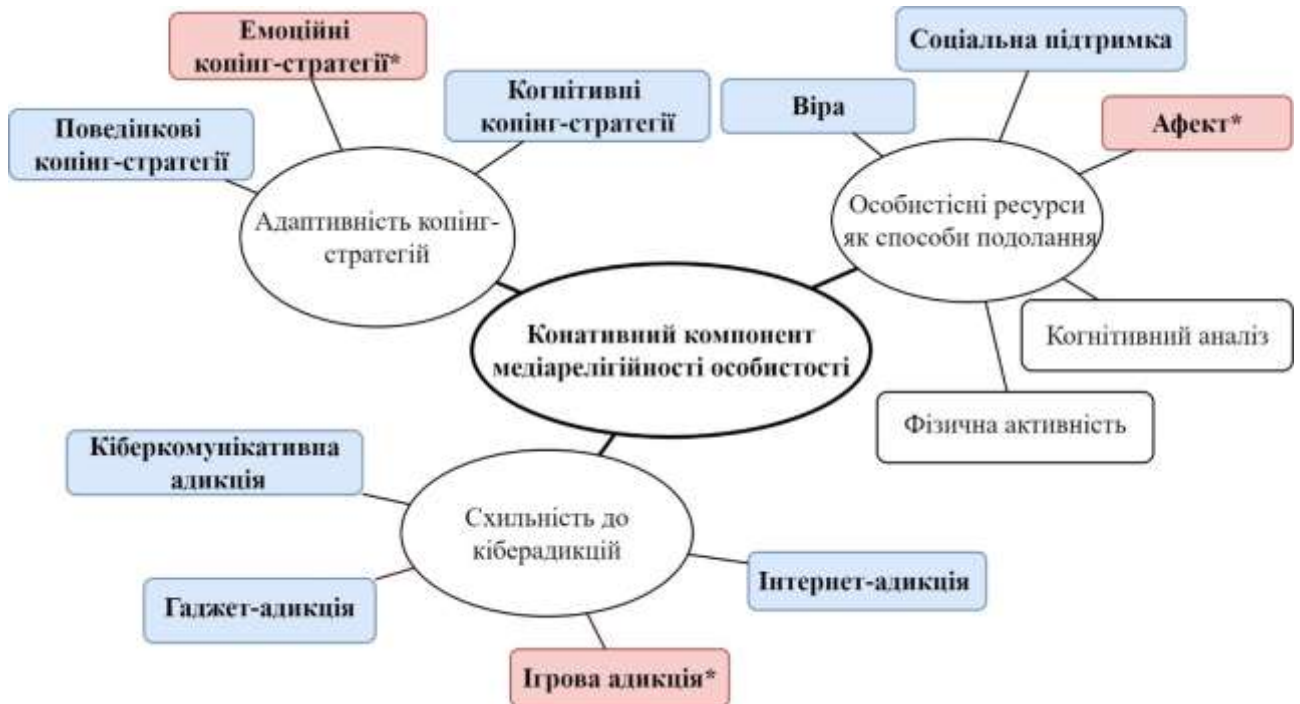 Емоційні
копінг-стратегії*
Соціальна підтримка
Когнітивні
копінг-стратегії
Віра
Афект*
Поведінкові
копінг-стратегії
Адаптивність копінг-
стратегій
Особистісні ресурси
як способи подолання
Конативний компонент
медіарелігійності особистості
Когнітивний аналіз
Фізична активність
Кіберкомунікативна
адикція
Схильність до
кіберадикцій
Інтернет-адикція
Гаджет-адикція
Ігрова адикція*